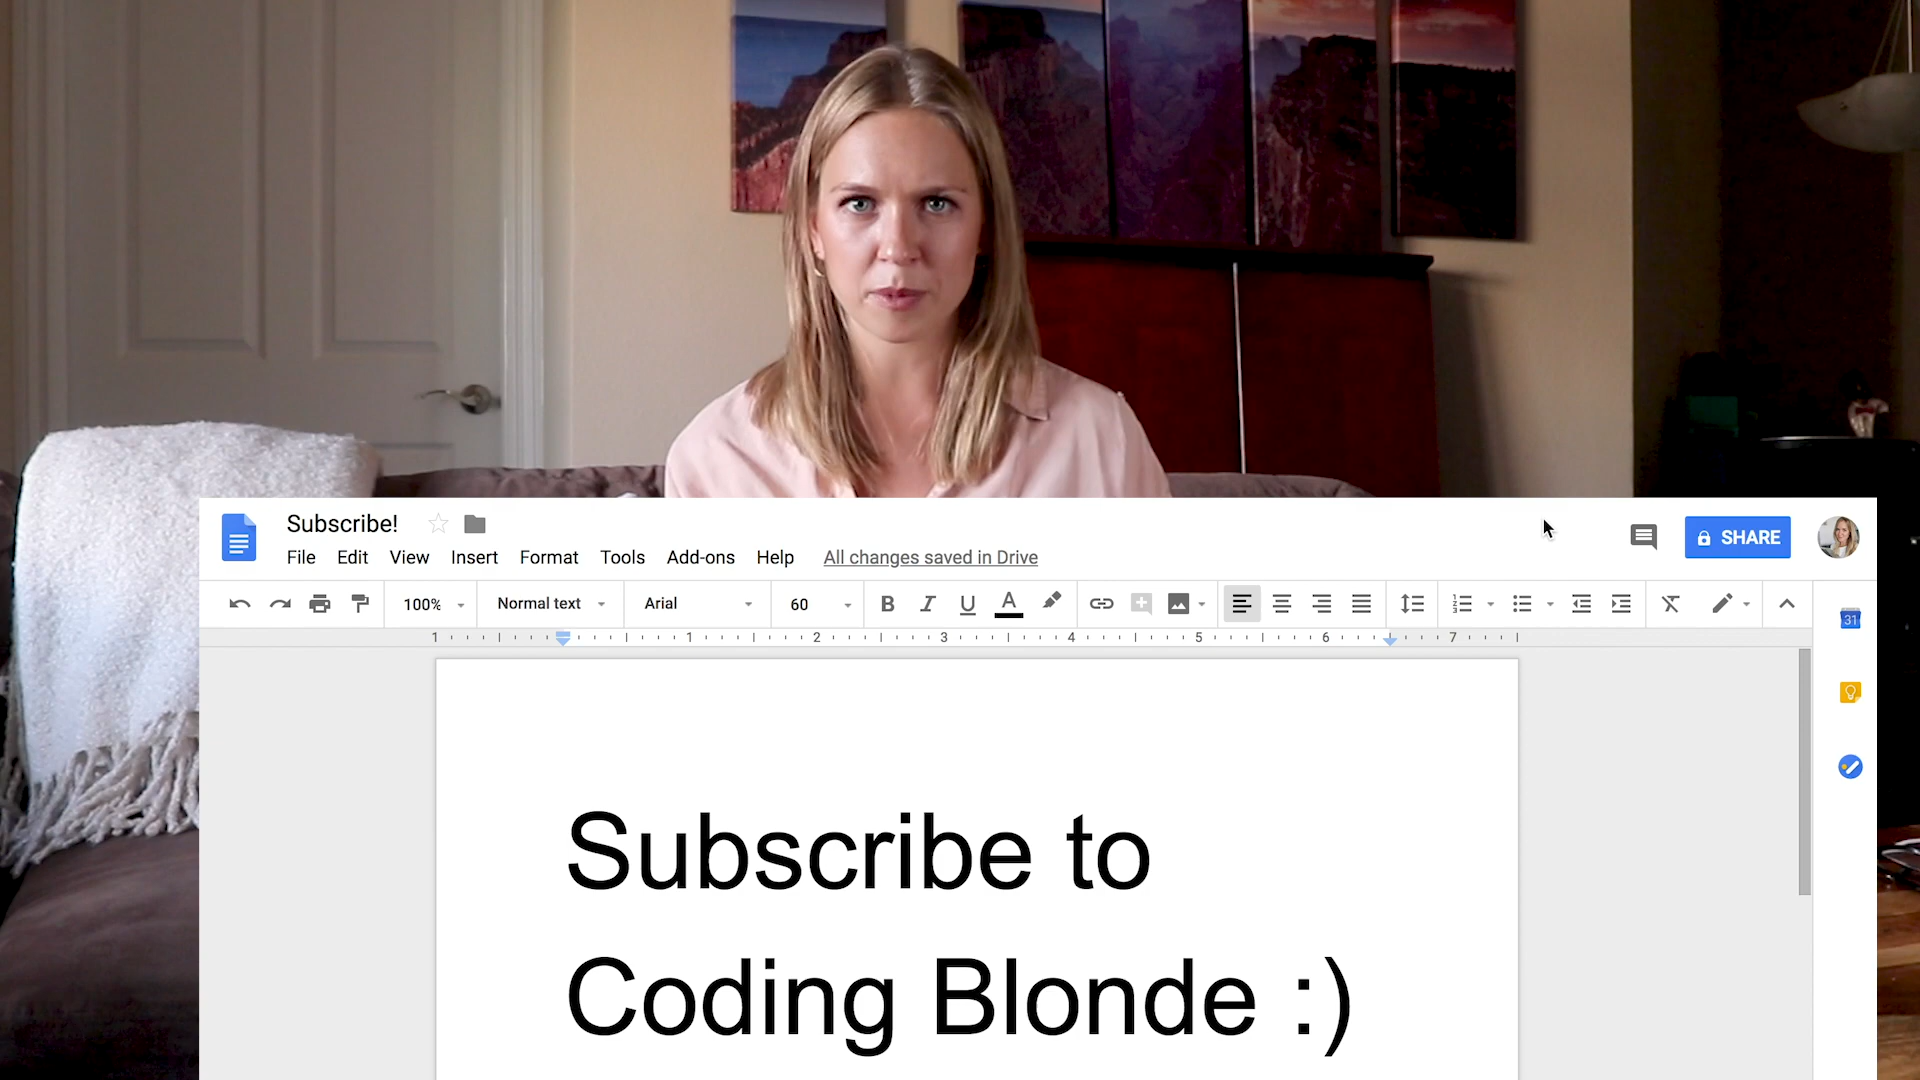 Subscribe!
File Edit View Insert Format Tools Add-ons Help All changes saved in Drive
SHARE
100% Normal text Arial 60
1 1 2 3 4 5 6 7
31
Subscribe to
Coding Blonde :)